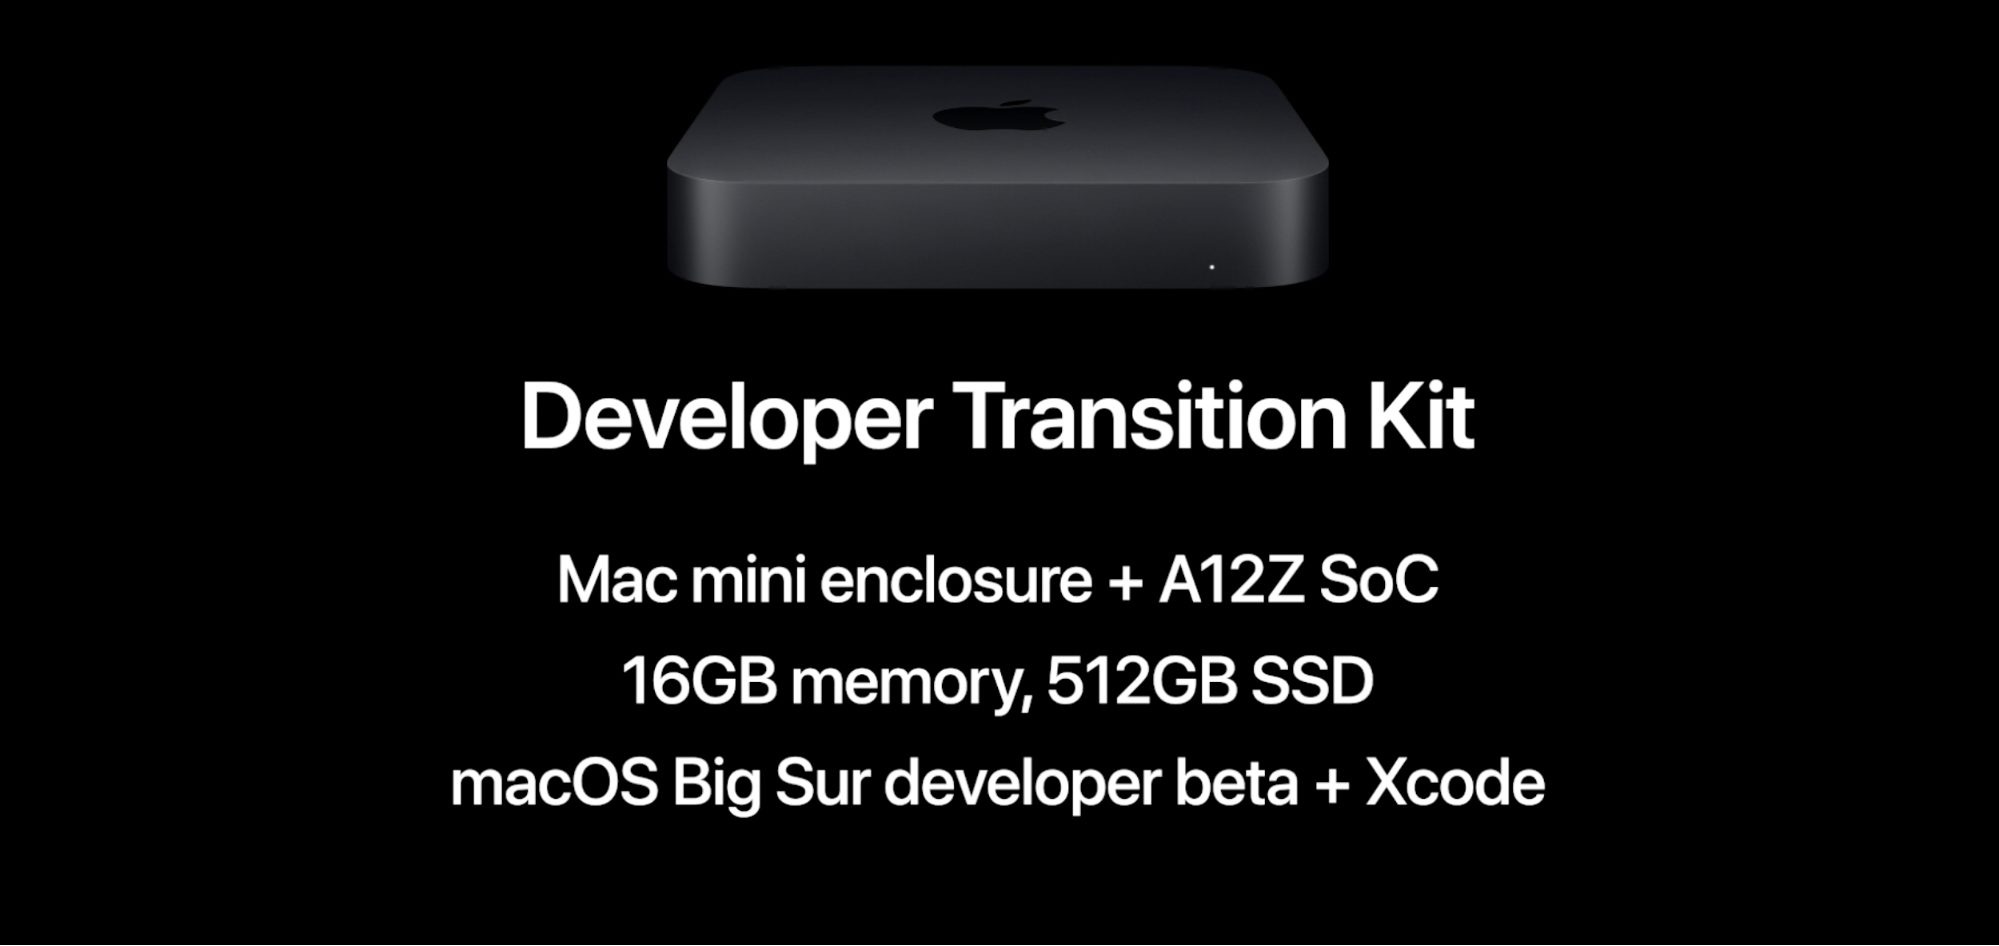 Developer Transition Kit
Mac mini enclosure + A12Z SoC
16GB memory, 512GB SSD
macOS Big Sur developer beta + Xcode